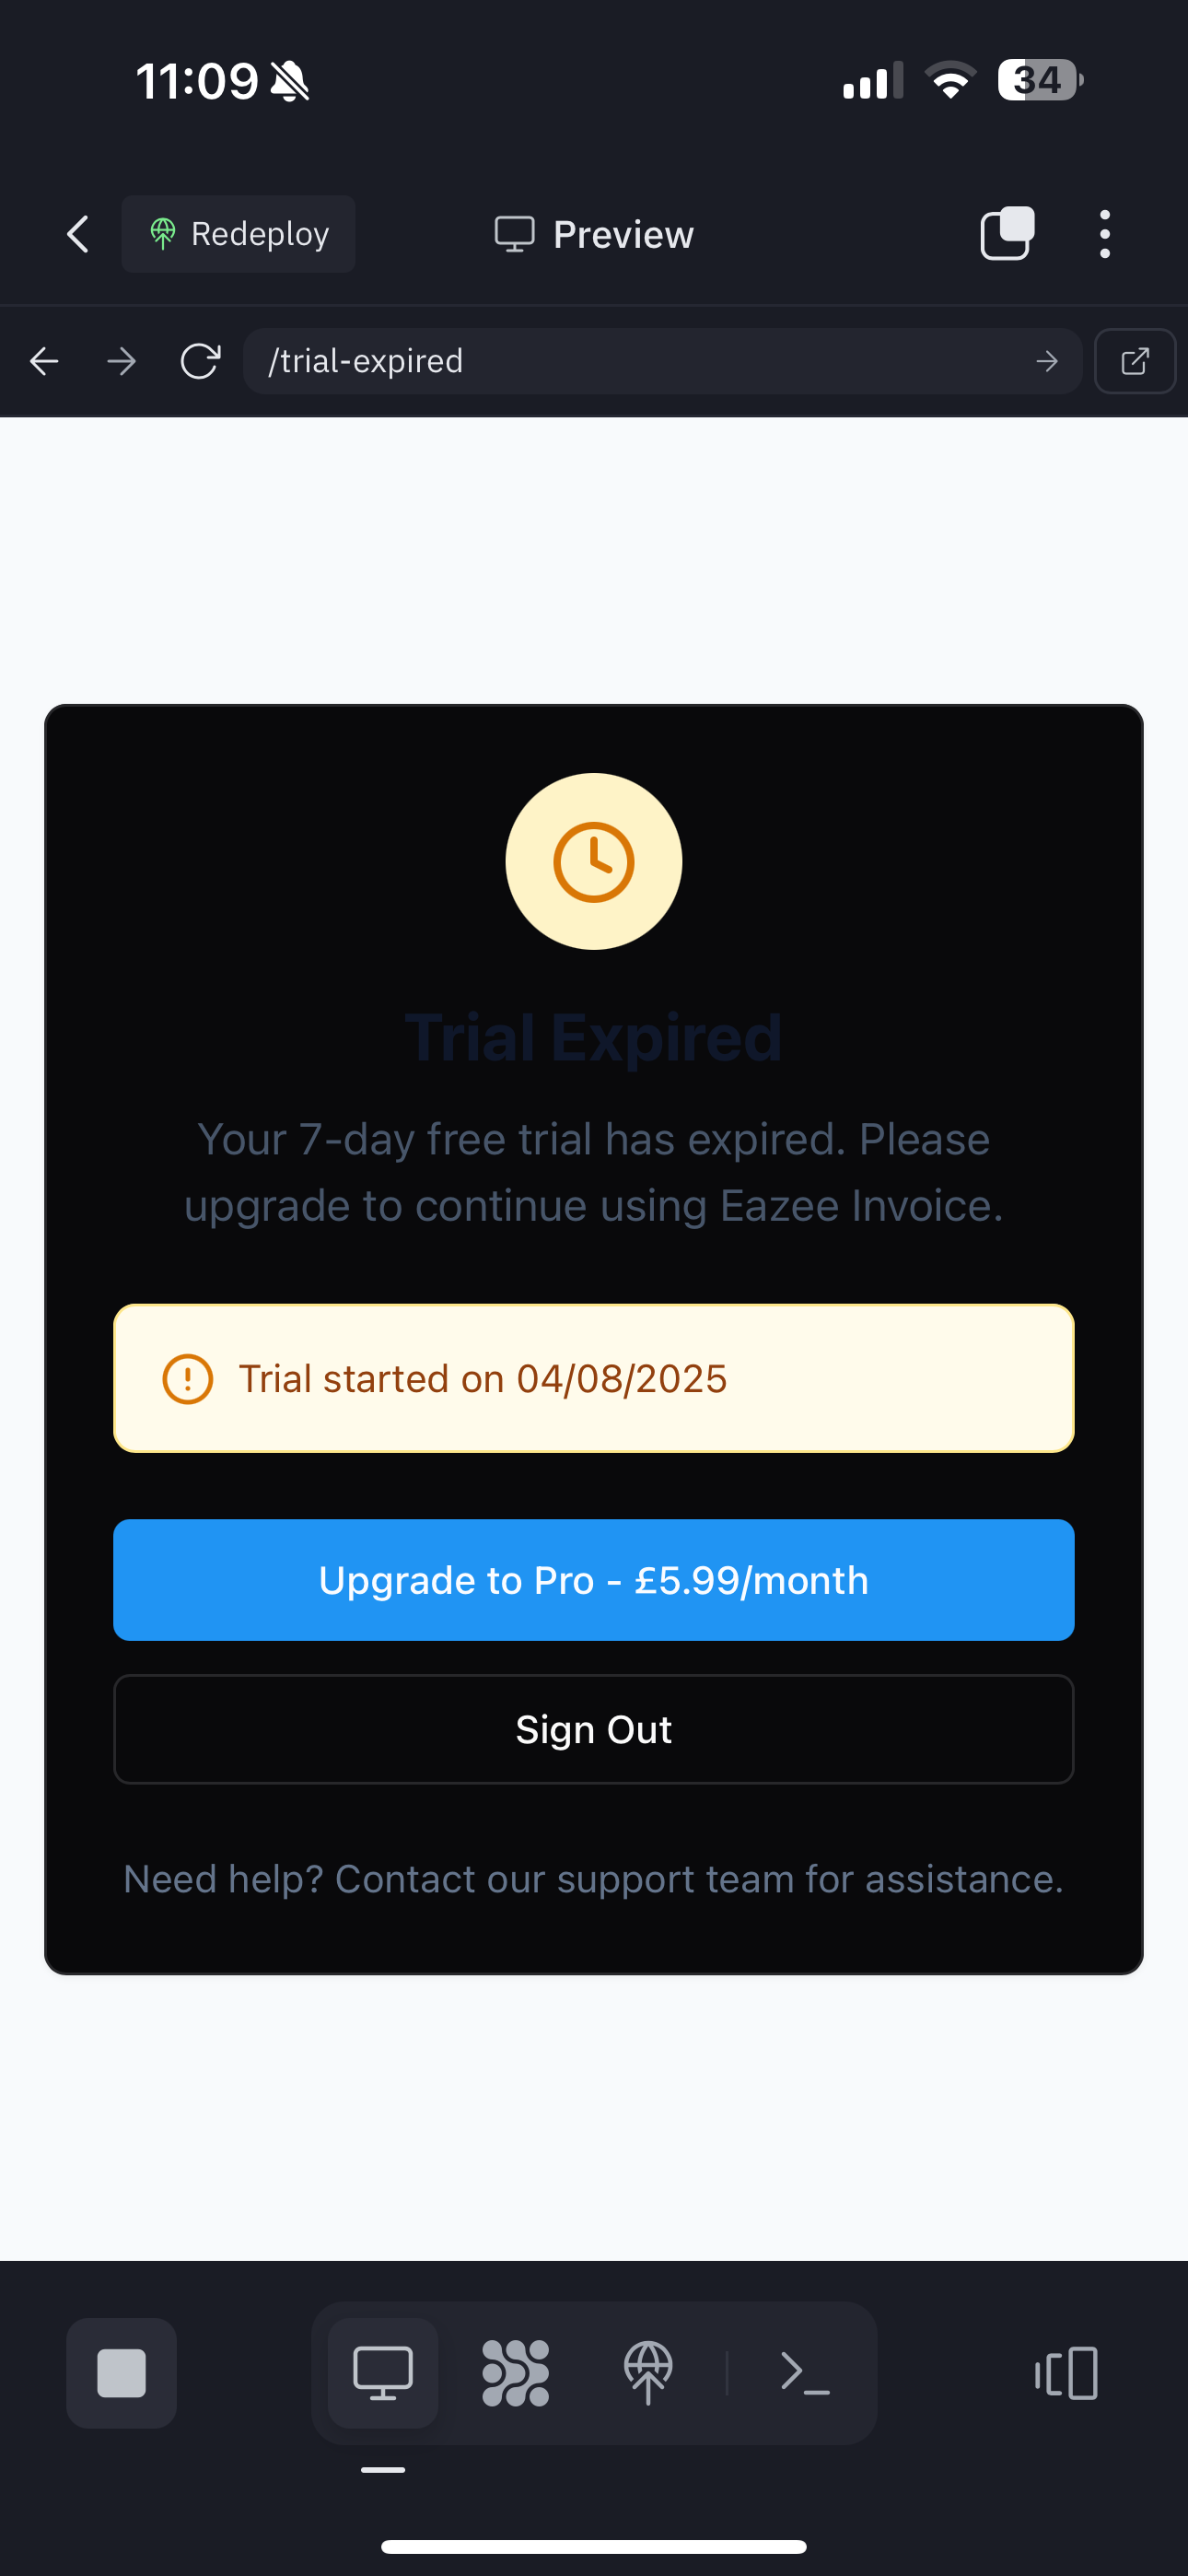 11:09
34
Redeploy
Preview
/trial-expired
Trial Expired
Your 7-day free trial has expired. Please
upgrade to continue using Eazee Invoice.
Trial started on 04/08/2025
Upgrade to Pro - £5.99/month
Sign Out
Need help? Contact our support team for assistance.